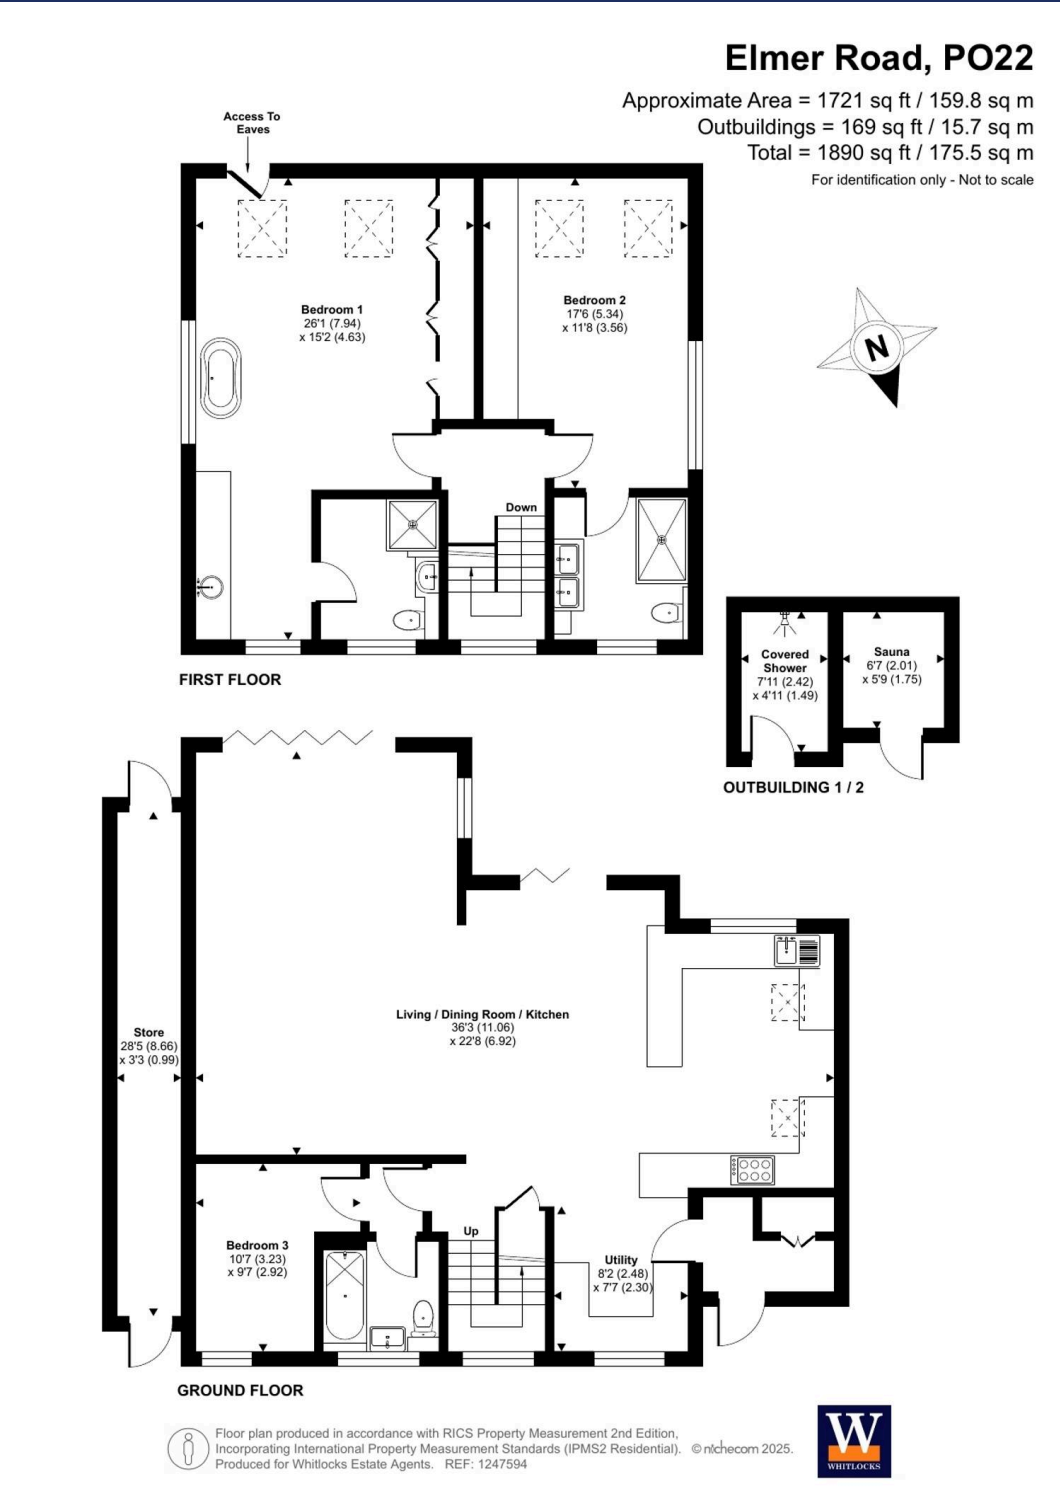 Elmer Road, PO22
Approximate Area = 1721 sq ft / 159.8 sq m
Outbuildings = 169 sq ft / 15.7 sq m
Total = 1890 sq ft / 175.5 sq m
For identification only - Not to scale
Access To
Eaves
Bedroom 1
26'1 (7.94)
x 15'2 (4.63)
Bedroom 2
17'6 (5.34)
x 11'8 (3.56)
N
Down
FIRST FLOOR
Covered
Shower
7'11 (2.42)
x 4'11 (1.49)
Sauna
6'7 (2.01)
x 5'9 (1.75)
OUTBUILDING 1 / 2
Store
28'5 (8.66)
x 3'3 (0.99)
Living / Dining Room / Kitchen
36'3 (11.06)
x 22'8 (6.92)
Bedroom 3
10'7 (3.23)
x 9'7 (2.92)
Up
Utility
8'2 (2.48)
x 7'7 (2.30)
GROUND FLOOR
Floor plan produced in accordance with RICS Property Measurement 2nd Edition,
Incorporating International Property Measurement Standards (IPMS2 Residential). © nichecom 2025.
Produced for Whitlocks Estate Agents. REF: 1247594
W
WHITLOCKS